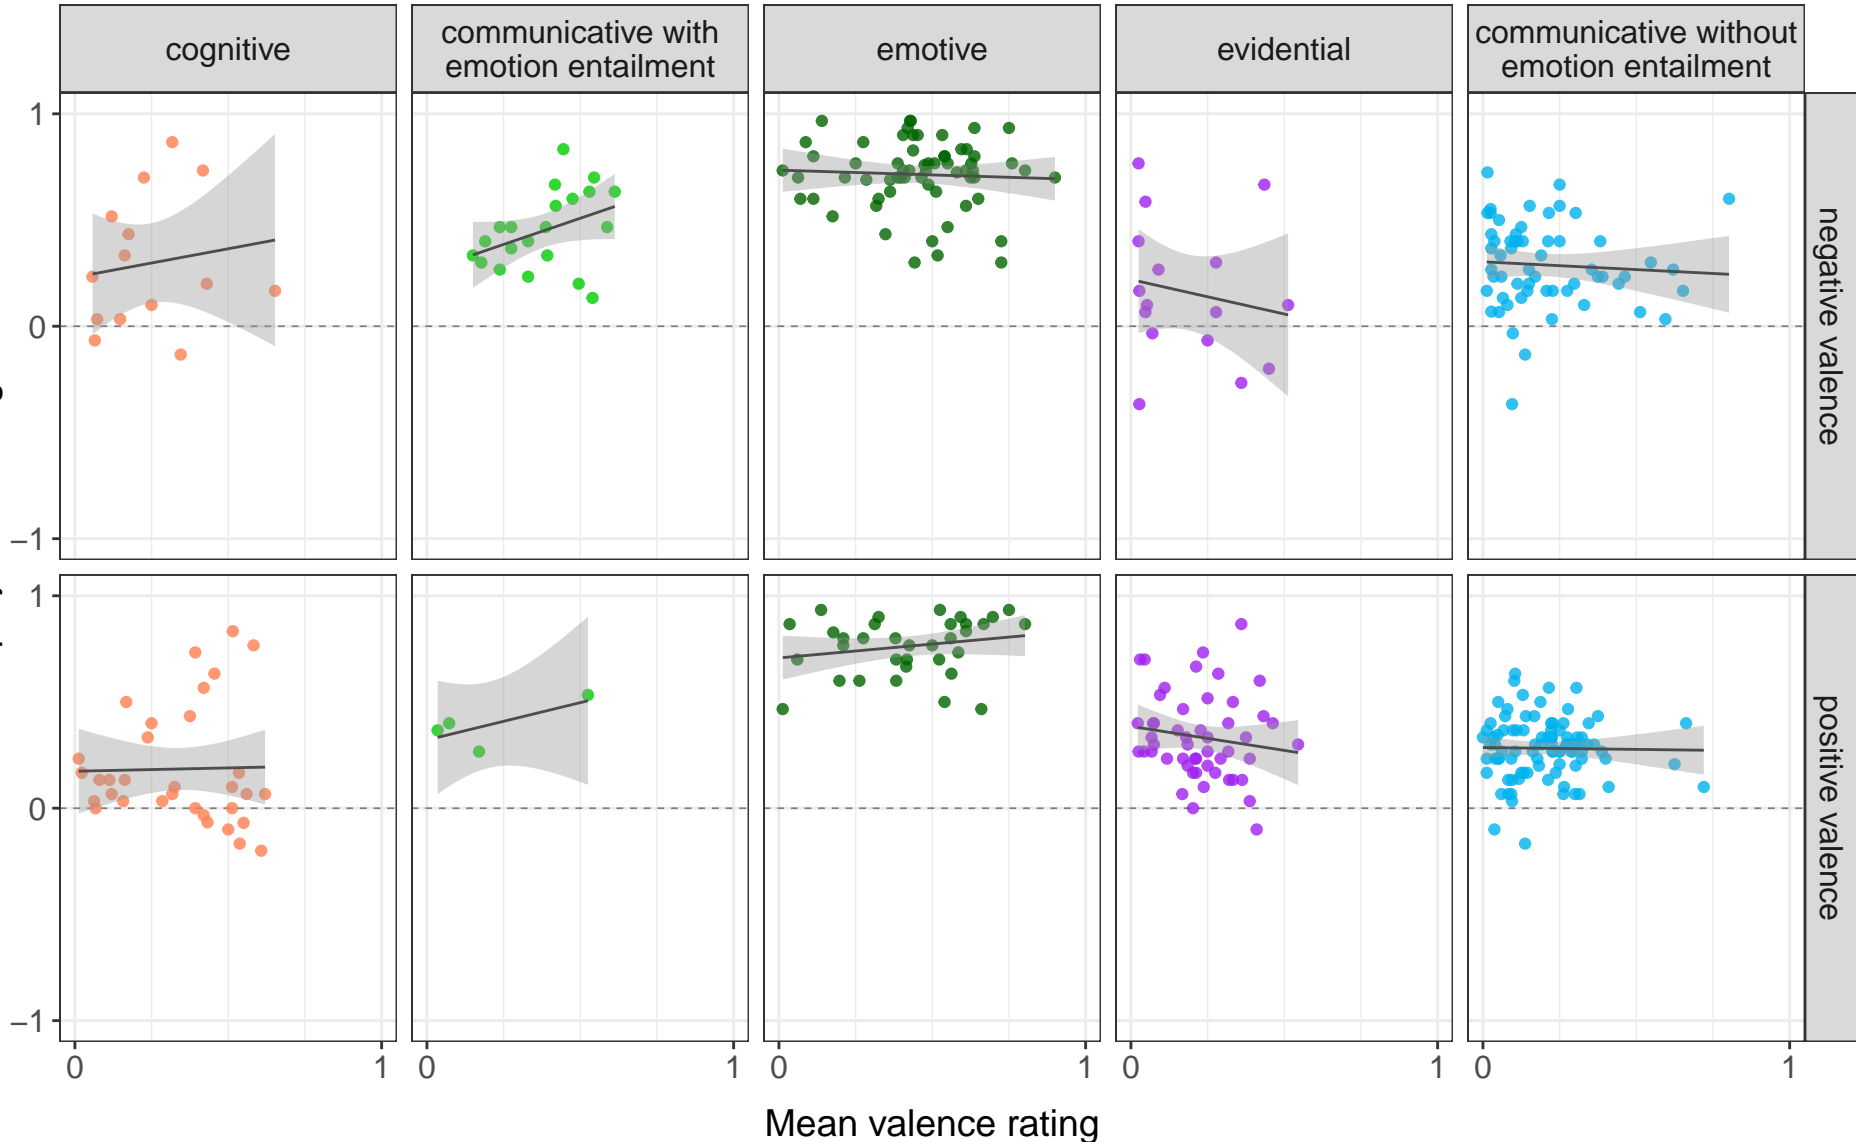 cognitive
communicative with
emotion entailment
emotive
evidential
communicative without
emotion entailment
1
0
−1
negative valence
1
0
−1
positive valence
0 1 0 1 0 1 0 1 0 1
Mean valence rating